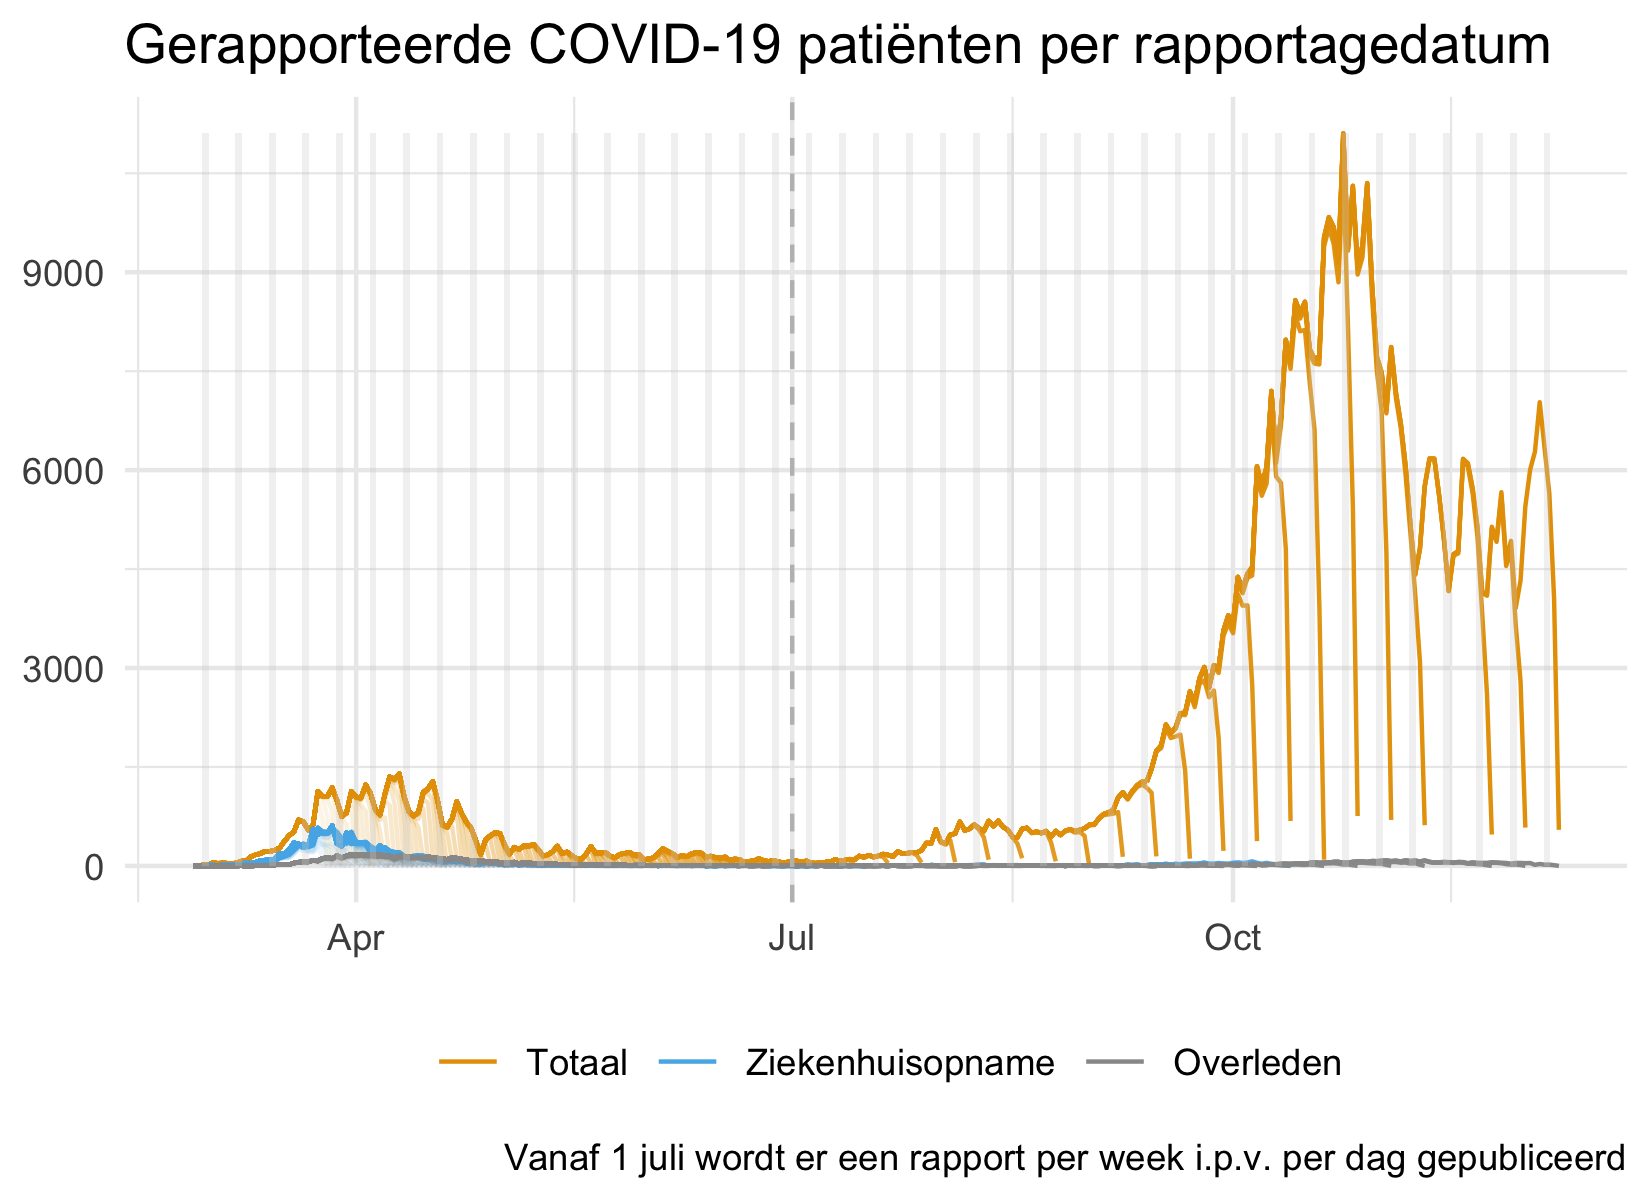 Gerapporteerde COVID-19 patiënten per rapportagedatum
9000
6000
3000
0
Apr Jul Oct
Totaal Ziekenhuisopname Overleden
Vanaf 1 juli wordt er een rapport per week i.p.v. per dag gepubliceerd